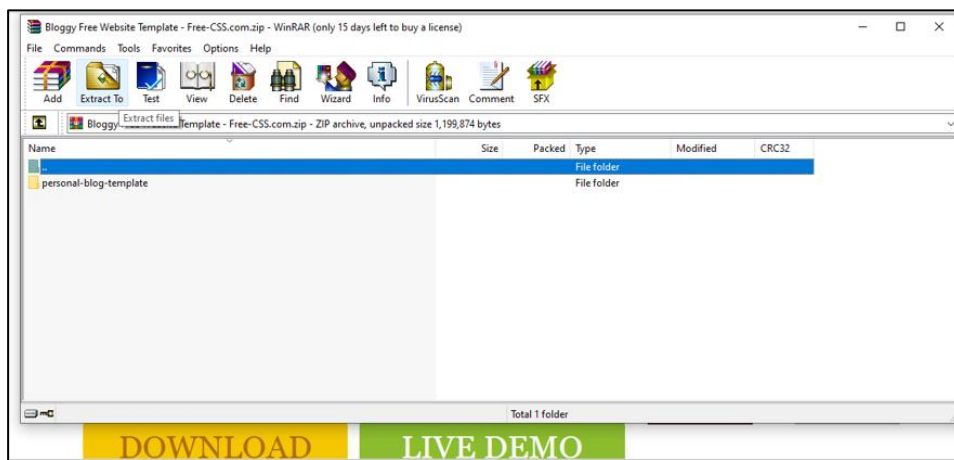 Bloggy Free Website Template - Free-CSS.com.zip - WinRAR (only 15 days left to buy a license)
File Commands Tools Favorites Options Help
Add Extract To Test View Delete Find Wizard Info VirusScan Comment SFX
Extract files
Bloggy Template - Free-CSS.com.zip - ZIP archive, unpacked size 1,199,874 bytes
Name Size Packed Type Modified CRC32
.. File folder
personal-blog-template File folder
Total 1 folder
DOWNLOAD LIVE DEMO